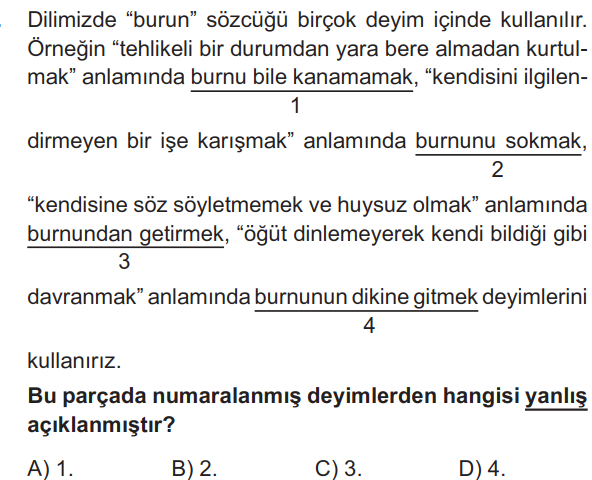 Dilimizde “burun” sözcüğü birçok deyim içinde kullanılır.
Örneğin “tehlikeli bir durumdan yara bere almadan kurtul-
mak” anlamında burnu bile kanamamak, “kendisini ilgilen-
1
dirmeyen bir işe karışmak” anlamında burnunu sokmak,
2
“kendisine söz söyletmemek ve huysuz olmak” anlamında
burnundan getirmek, “öğüt dinlemeyerek kendi bildiği gibi
3
davranmak” anlamında burnunun dikine gitmek deyimlerini
4
kullanırız.
Bu parçada numaralanmış deyimlerden hangisi yanlış
açıklanmıştır?
A) 1. B) 2. C) 3. D) 4.